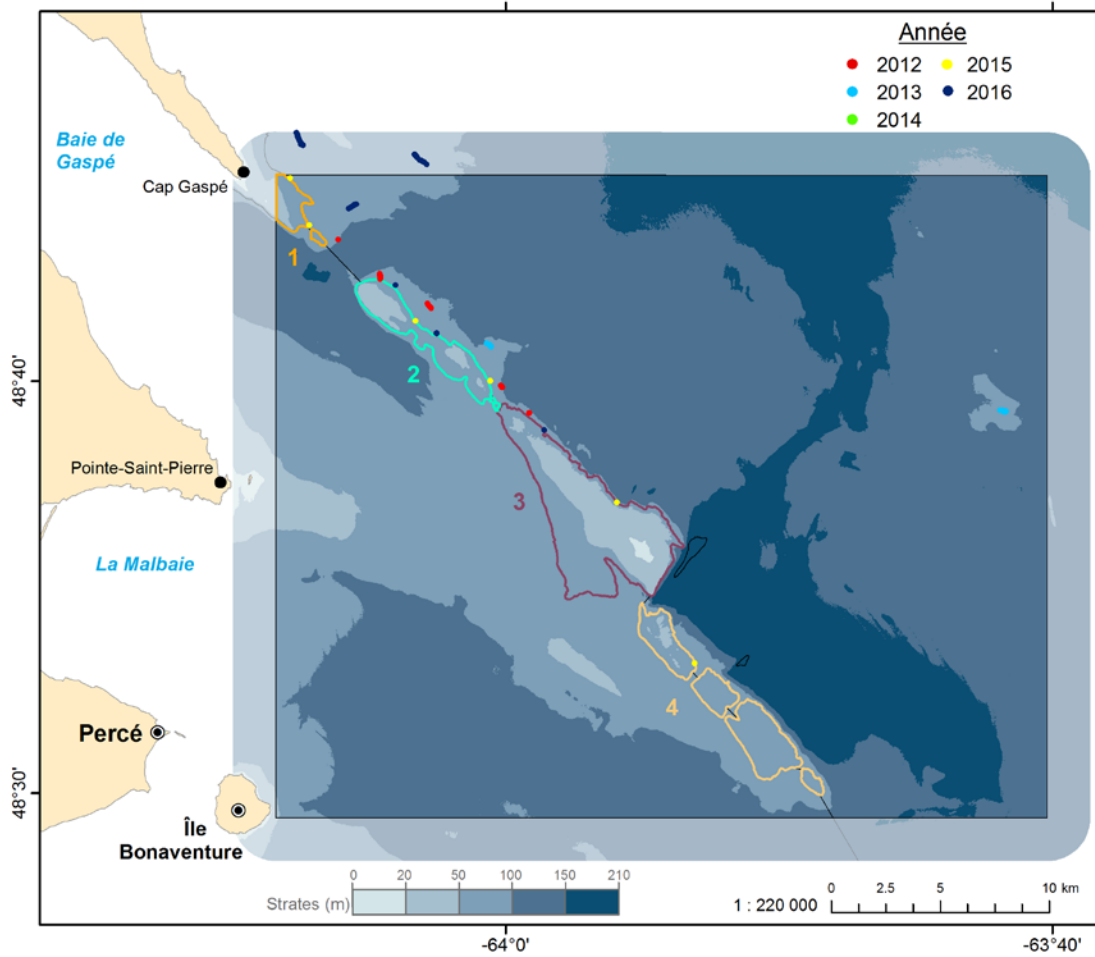 Année
2012
2015
2013
2016
2014
Baie de
Gaspé
Cap Gaspé
1
2
48°40'
3
Pointe-Saint-Pierre
La Malbaie
4
Percé
48°30'
Île
Bonaventure
0 20 50 100 150 210
Strates (m)
0 2.5 5 10 km
1 : 220 000
-64°0'
-63°40'